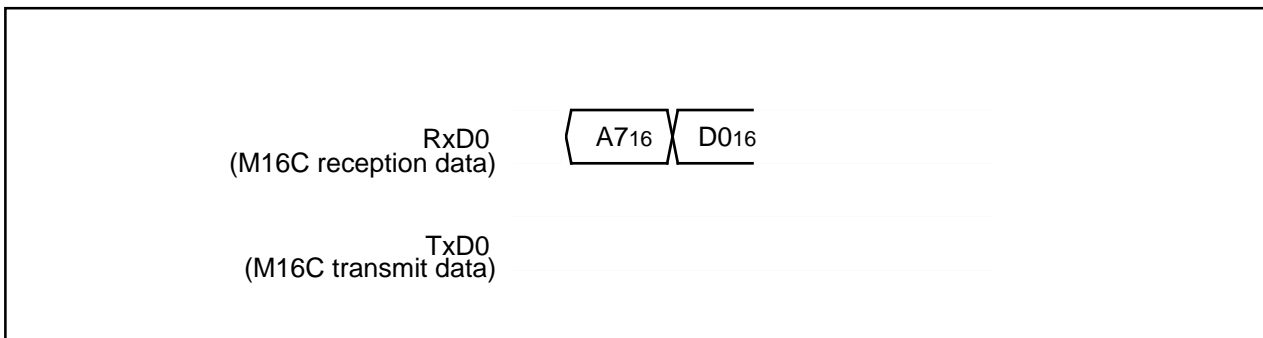 RxD0
(M16C reception data)
A716
D016
TxD0
(M16C transmit data)